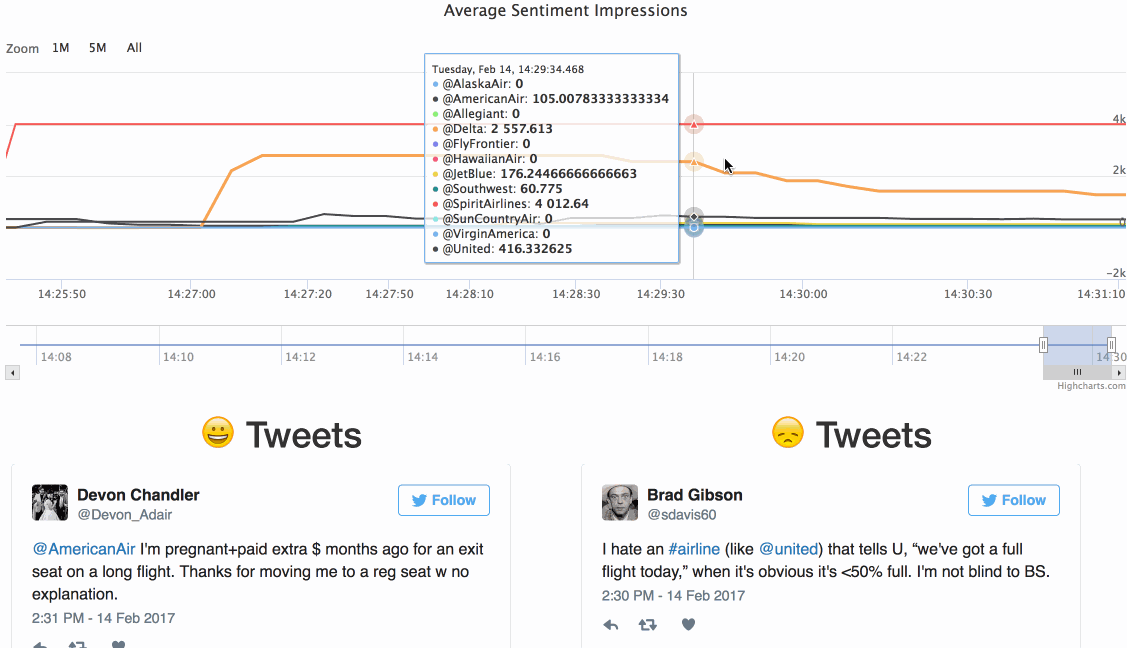 Average Sentiment Impressions
Zoom 1M 5M All
Tuesday, Feb 14, 14:29:34.468
@AlaskaAir: 0
@AmericanAir: 105.00783333333334
@Allegiant: 0
@Delta: 2 557.613
@FlyFrontier: 0
@HawaiianAir: 0
@JetBlue: 176.24466666666663
@Southwest: 60.775
@SpiritAirlines: 4 012.64
@SunCountryAir: 0
@VirginAmerica: 0
@United: 416.332625
4k
2k
0
-2k
14:25:50 14:27:00 14:27:20 14:27:50 14:28:10 14:28:30 14:29:30 14:30:00 14:30:30 14:31:10
14:08 14:10 14:12 14:14 14:16 14:18 14:20 14:22 14:30
Highcharts.com
Tweets
Devon Chandler
@Devon_Adair
Follow
@AmericanAir I'm pregnant+paid extra $ months ago for an exit
seat on a long flight. Thanks for moving me to a reg seat w no
explanation.
2:31 PM - 14 Feb 2017
Tweets
Brad Gibson
@sdavis60
Follow
I hate an #airline (like @united) that tells U, “we've got a full
flight today,” when it's obvious it's <50% full. I'm not blind to BS.
2:30 PM - 14 Feb 2017